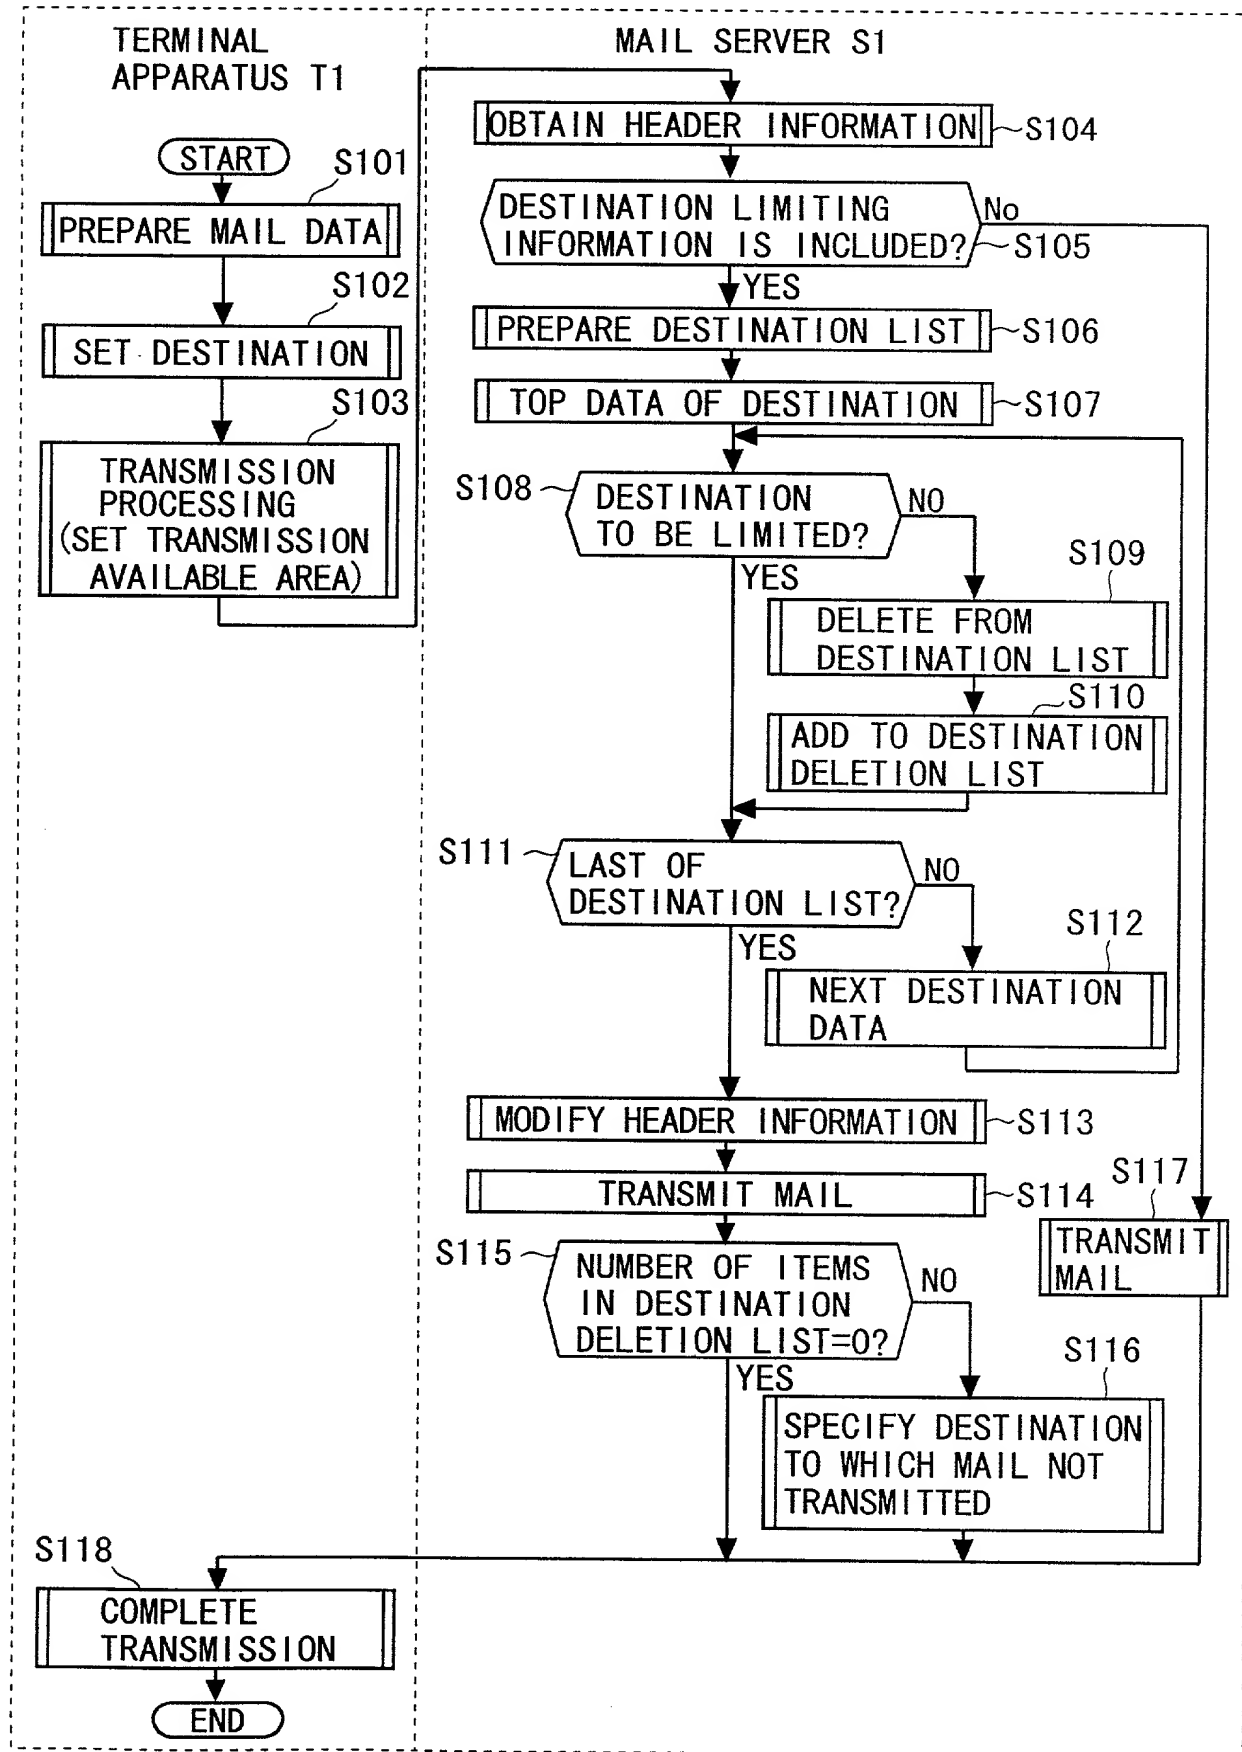 TERMINAL
APPARATUS T1
START
S101
PREPARE MAIL DATA
S102
SET DESTINATION
S103
TRANSMISSION
PROCESSING
(SET TRANSMISSION
AVAILABLE AREA)
MAIL SERVER S1
OBTAIN HEADER INFORMATION
S104
DESTINATION LIMITING
INFORMATION IS INCLUDED?
No
S105
YES
PREPARE DESTINATION LIST
S106
TOP DATA OF DESTINATION
S107
S108
DESTINATION
TO BE LIMITED?
NO
YES
S109
DELETE FROM
DESTINATION LIST
S110
ADD TO DESTINATION
DELETION LIST
S111
LAST OF
DESTINATION LIST?
NO
YES
S112
NEXT DESTINATION
DATA
MODIFY HEADER INFORMATION
S113
TRANSMIT MAIL
S114
S117
TRANSMIT
MAIL
S115
NUMBER OF ITEMS
IN DESTINATION
DELETION LIST=0?
NO
YES
S116
SPECIFY DESTINATION
TO WHICH MAIL NOT
TRANSMITTED
S118
COMPLETE
TRANSMISSION
END